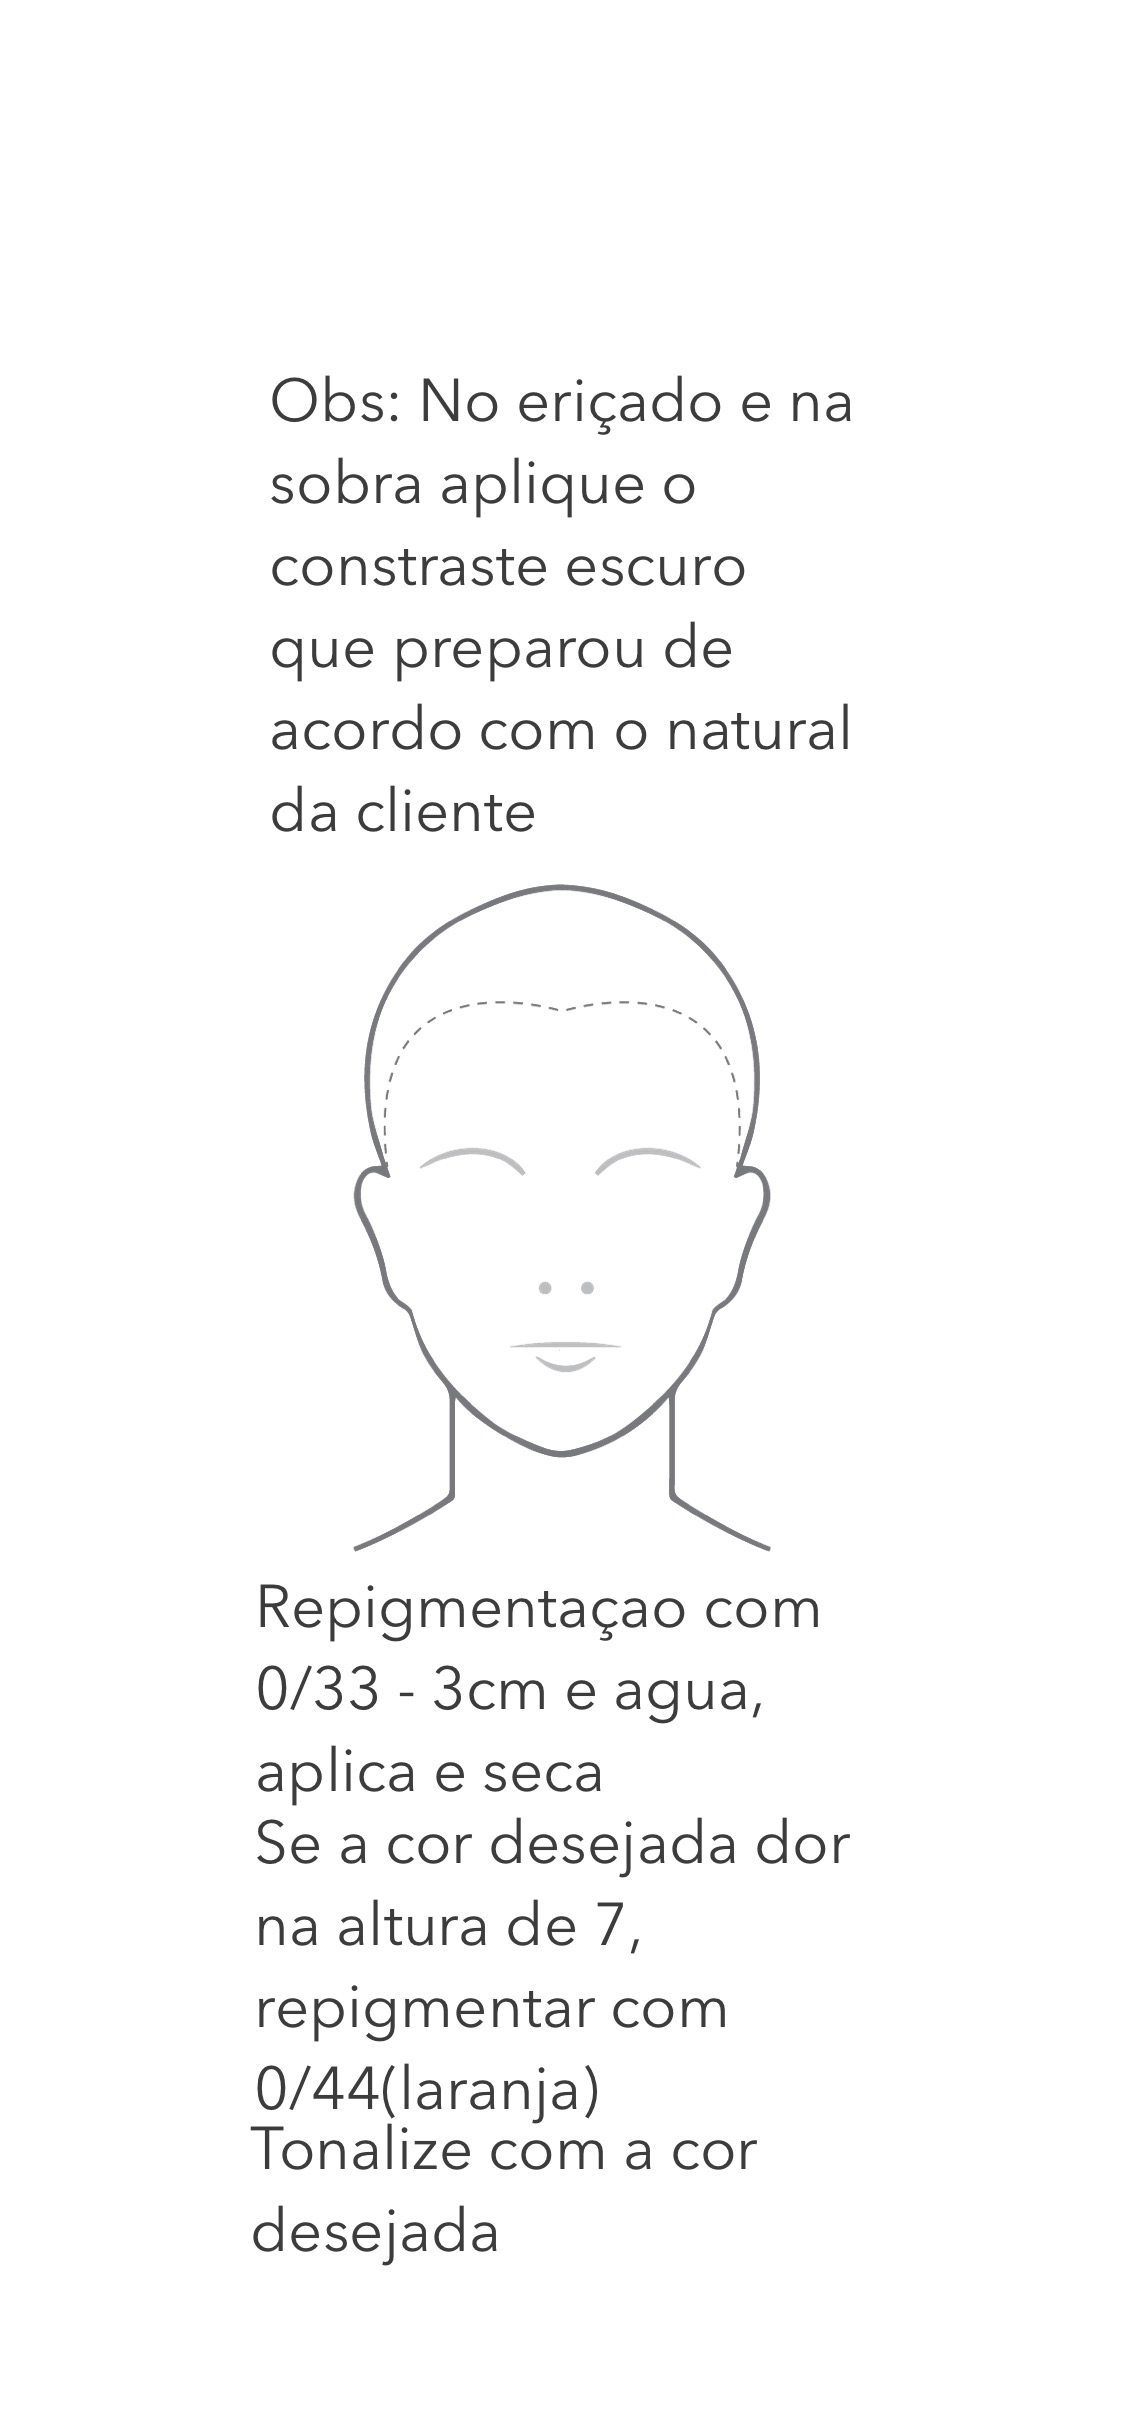 Obs: No eriçado e na
sobra aplique o
constraste escuro
que preparou de
acordo com o natural
da cliente
Repigmentaçao com
0/33 - 3cm e agua,
aplica e seca
Se a cor desejada dor
na altura de 7,
repigmentar com
0/44(laranja)
Tonalize com a cor
desejada